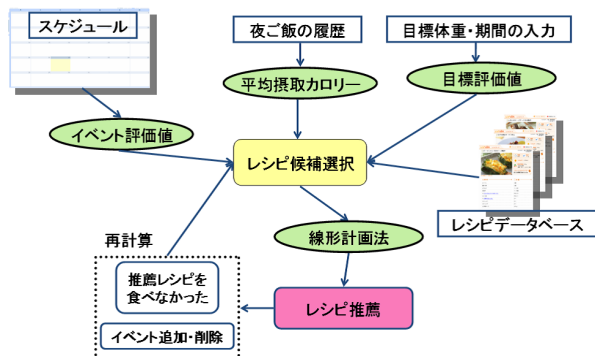 スケジュール
夜ご飯の履歴
目標体重・期間の入力
平均摂取カロリー
目標評価値
イベント評価値
レシピ候補選択
レシピデータベース
線形計画法
再計算
推薦レシピを
食べなかった
レシピ推薦
イベント追加・削除